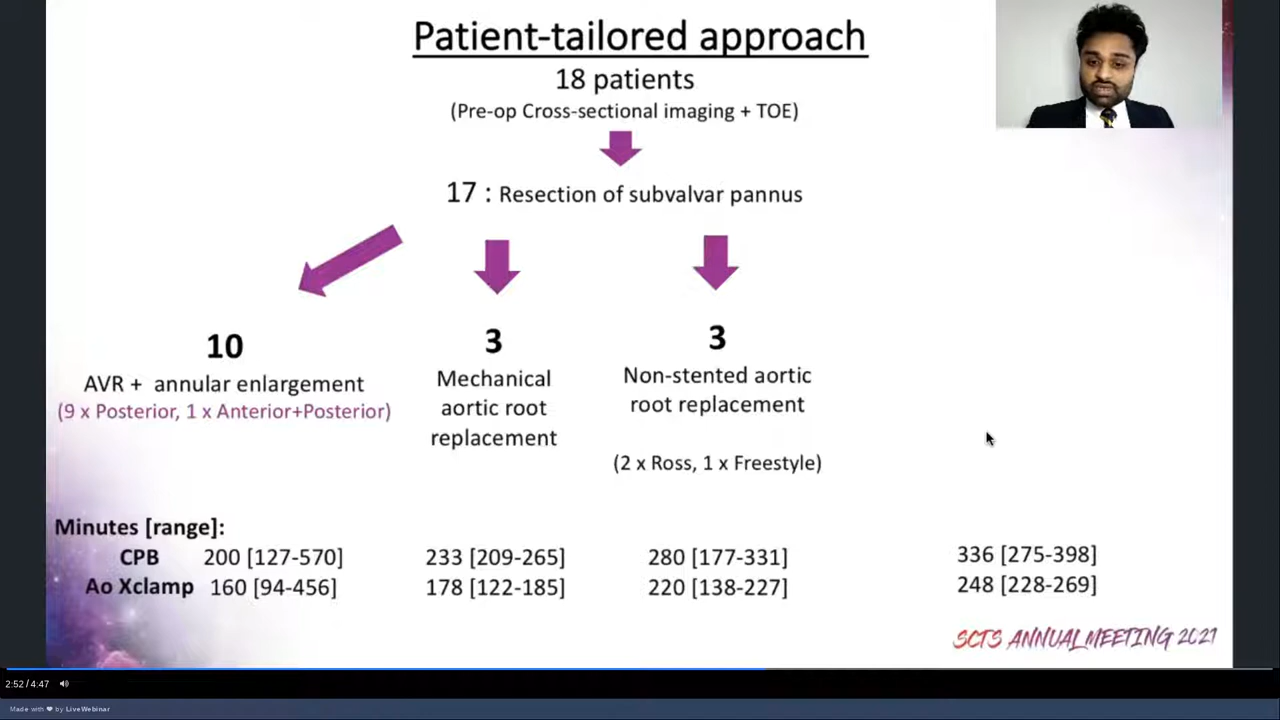 Patient-tailored approach
18 patients
(Pre-op Cross-sectional imaging + TOE)
17 : Resection of subvalvar pannus
10
AVR + annular enlargement
(9 x Posterior, 1 x Anterior+Posterior)
3
Mechanical
aortic root
replacement
3
Non-stented aortic
root replacement
(2 x Ross, 1 x Freestyle)
Minutes [range]:
CPB 200 [127-570] 233 [209-265] 280 [177-331] 336 [275-398]
Ao Xclamp 160 [94-456] 178 [122-185] 220 [138-227] 248 [228-269]
SCTS ANNUAL MEETING 2021
2:52 / 4:47
Made with ❤ by LiveWebinar